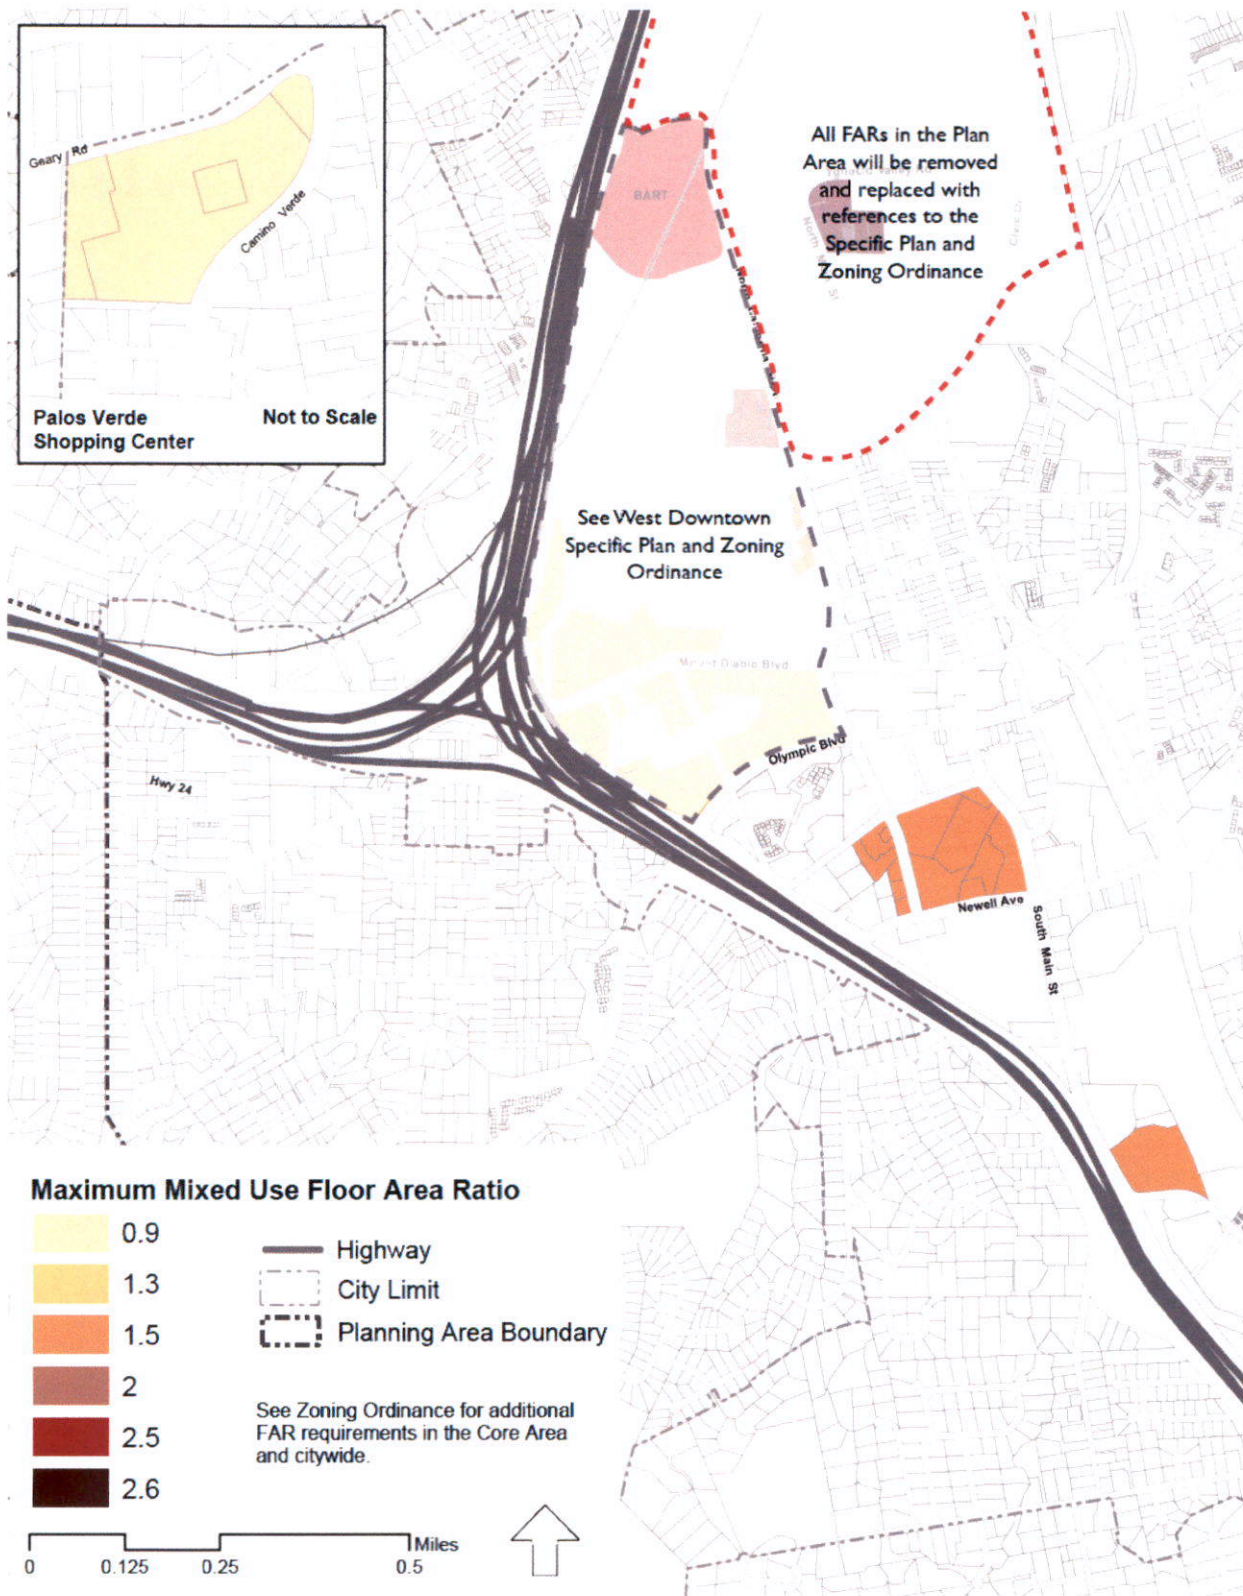 Geary Rd
Camino Verde
Palos Verde
Shopping Center
Not to Scale
BART
All FARs in the Plan
Area will be removed
and replaced with
references to the
Specific Plan and
Zoning Ordinance
See West Downtown
Specific Plan and Zoning
Ordinance
Mount Diablo Blvd
Olympic Blvd
Hwy 24
Newell Ave
South Main St
Maximum Mixed Use Floor Area Ratio
0.9
1.3
1.5
2
2.5
2.6
Highway
City Limit
Planning Area Boundary
See Zoning Ordinance for additional
FAR requirements in the Core Area
and citywide.
Miles
0
0.125
0.25
0.5